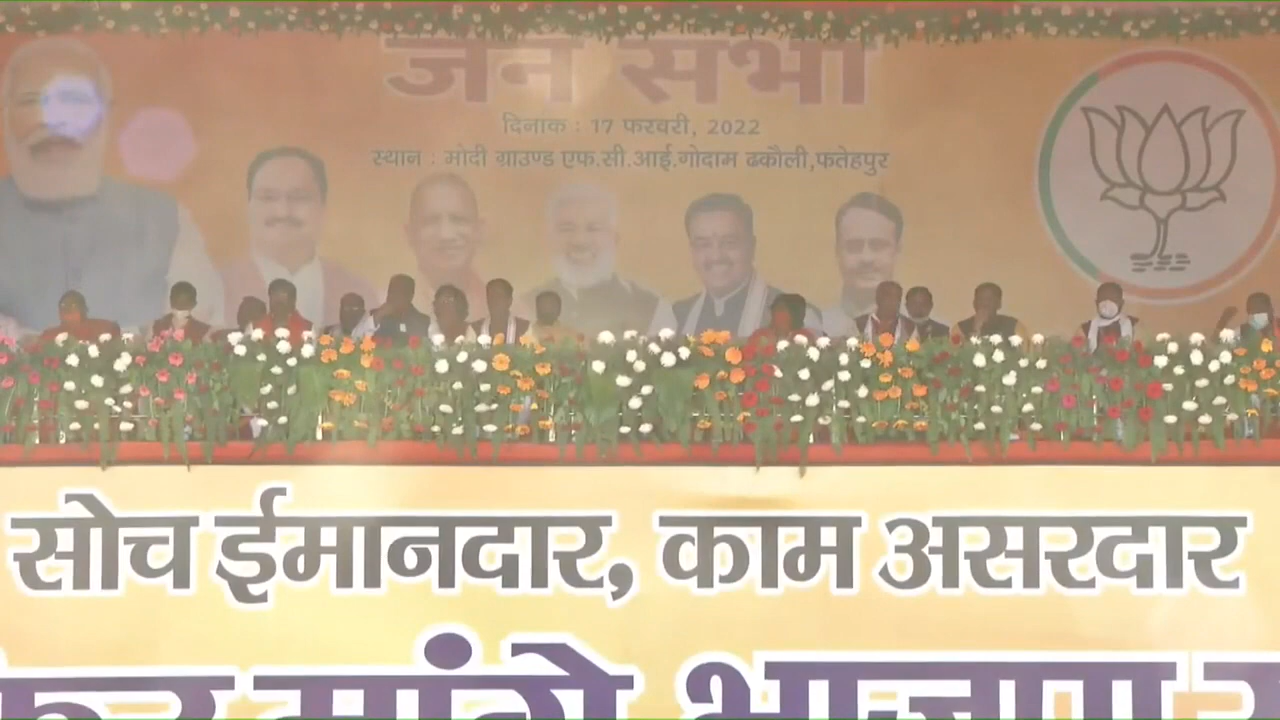 जन सभा
दिनाक : 17 फरवरी, 2022
स्थान : मोदी ग्राउण्ड एफ.सी.आई.गोदाम ढकौली,फतेहपुर
सोच ईमानदार, काम असरदार